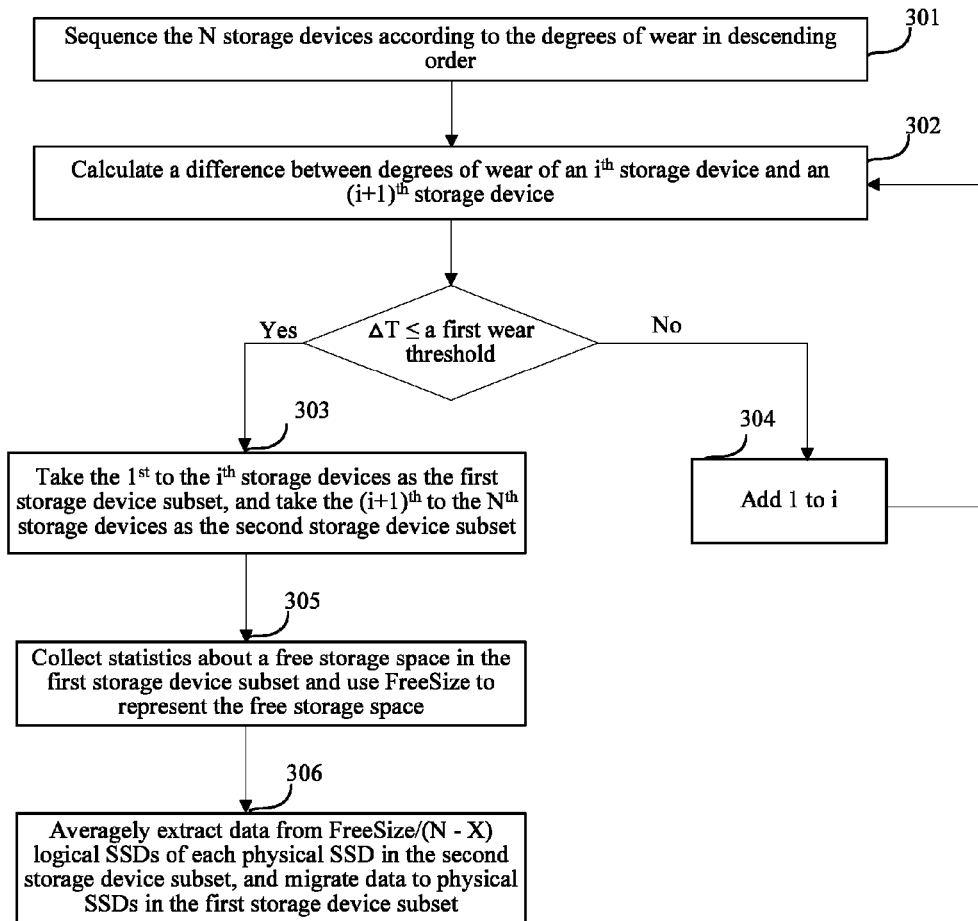 301
Sequence the N storage devices according to the degrees of wear in descending
order
302
Calculate a difference between degrees of wear of an iᵗʰ storage device and an
(i+1)ᵗʰ storage device
Yes
ΔT ≤ a first wear
threshold
No
303
Take the 1ˢᵗ to the iᵗʰ storage devices as the first
storage device subset, and take the (i+1)ᵗʰ to the Nᵗʰ
storage devices as the second storage device subset
304
Add 1 to i
305
Collect statistics about a free storage space in the
first storage device subset and use FreeSize to
represent the free storage space
306
Averagely extract data from FreeSize/(N - X)
logical SSDs of each physical SSD in the second
storage device subset, and migrate data to physical
SSDs in the first storage device subset